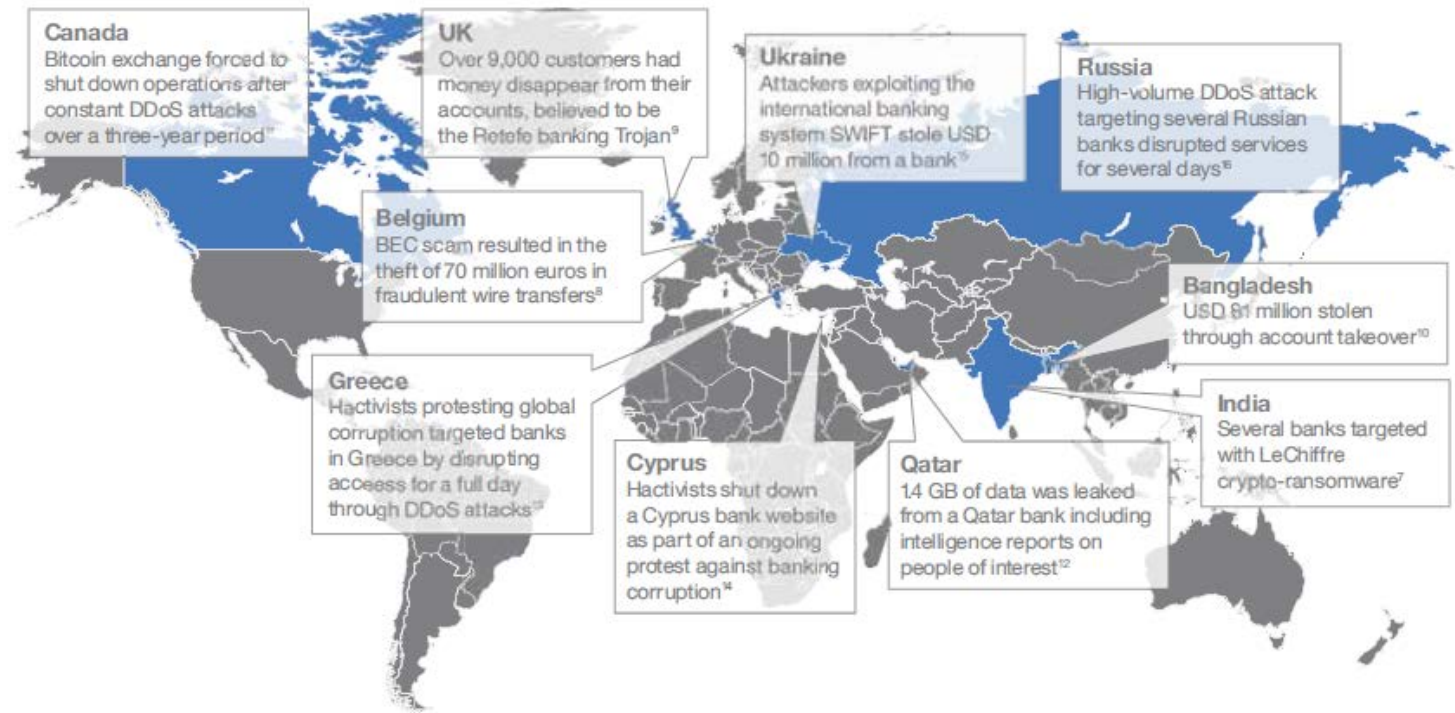 Canada
Bitcoin exchange forced to
shut down operations after
constant DDoS attacks
over a three-year period
UK
Over 9,000 customers had
money disappear from their
accounts, believed to be
the Retefe banking Trojan⁹
Ukraine
Attackers exploiting the
international banking
system SWIFT stole USD
10 million from a bank¹⁵
Russia
High-volume DDoS attack
targeting several Russian
banks disrupted services
for several days¹⁶
Belgium
BEC scam resulted in the
theft of 70 million euros in
fraudulent wire transfers⁸
Bangladesh
USD 81 million stolen
through account takeover¹⁰
Greece
Hactivists protesting global
corruption targeted banks
in Greece by disrupting
acceess for a full day
through DDoS attacks¹³
Cyprus
Hactivists shut down
a Cyprus bank website
as part of an ongoing
protest against banking
corruption¹⁴
Qatar
1.4 GB of data was leaked
from a Qatar bank including
intelligence reports on
people of interest¹²
India
Several banks targeted
with LeChiffre
crypto-ransomware⁷